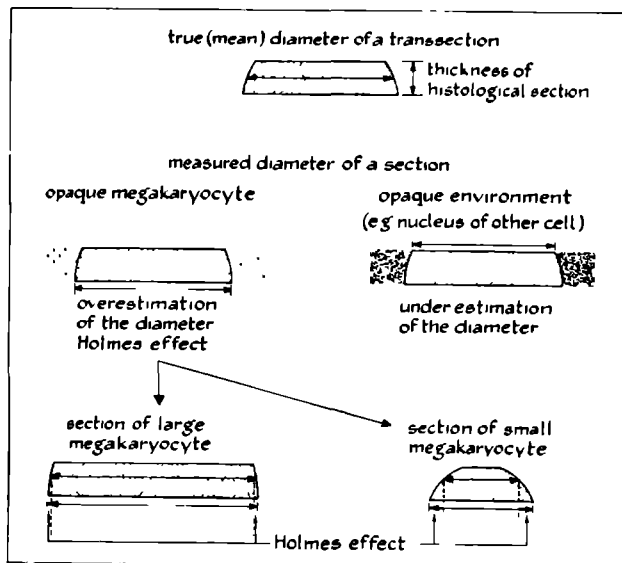 true (mean) diameter of a transsection
thickness of
histological section
measured diameter of a section
opaque megakaryocyte
opaque environment
(eg nucleus of other cell)
overestimation
of the diameter
Holmes effect
under estimation
of the diameter
section of large
megakaryocyte
section of small
megakaryocyte
Holmes effect